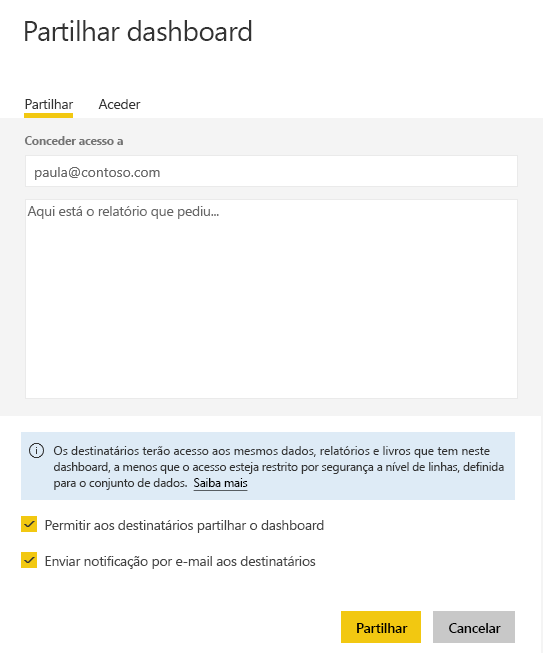 Partilhar dashboard
Partilhar Aceder
Conceder acesso a
paula@contoso.com
Aqui está o relatório que pediu...
Os destinatários terão acesso aos mesmos dados, relatórios e livros que tem neste
dashboard, a menos que o acesso esteja restrito por segurança a nível de linhas, definida
para o conjunto de dados. Saiba mais
Permitir aos destinatários partilhar o dashboard
Enviar notificação por e-mail aos destinatários
Partilhar Cancelar